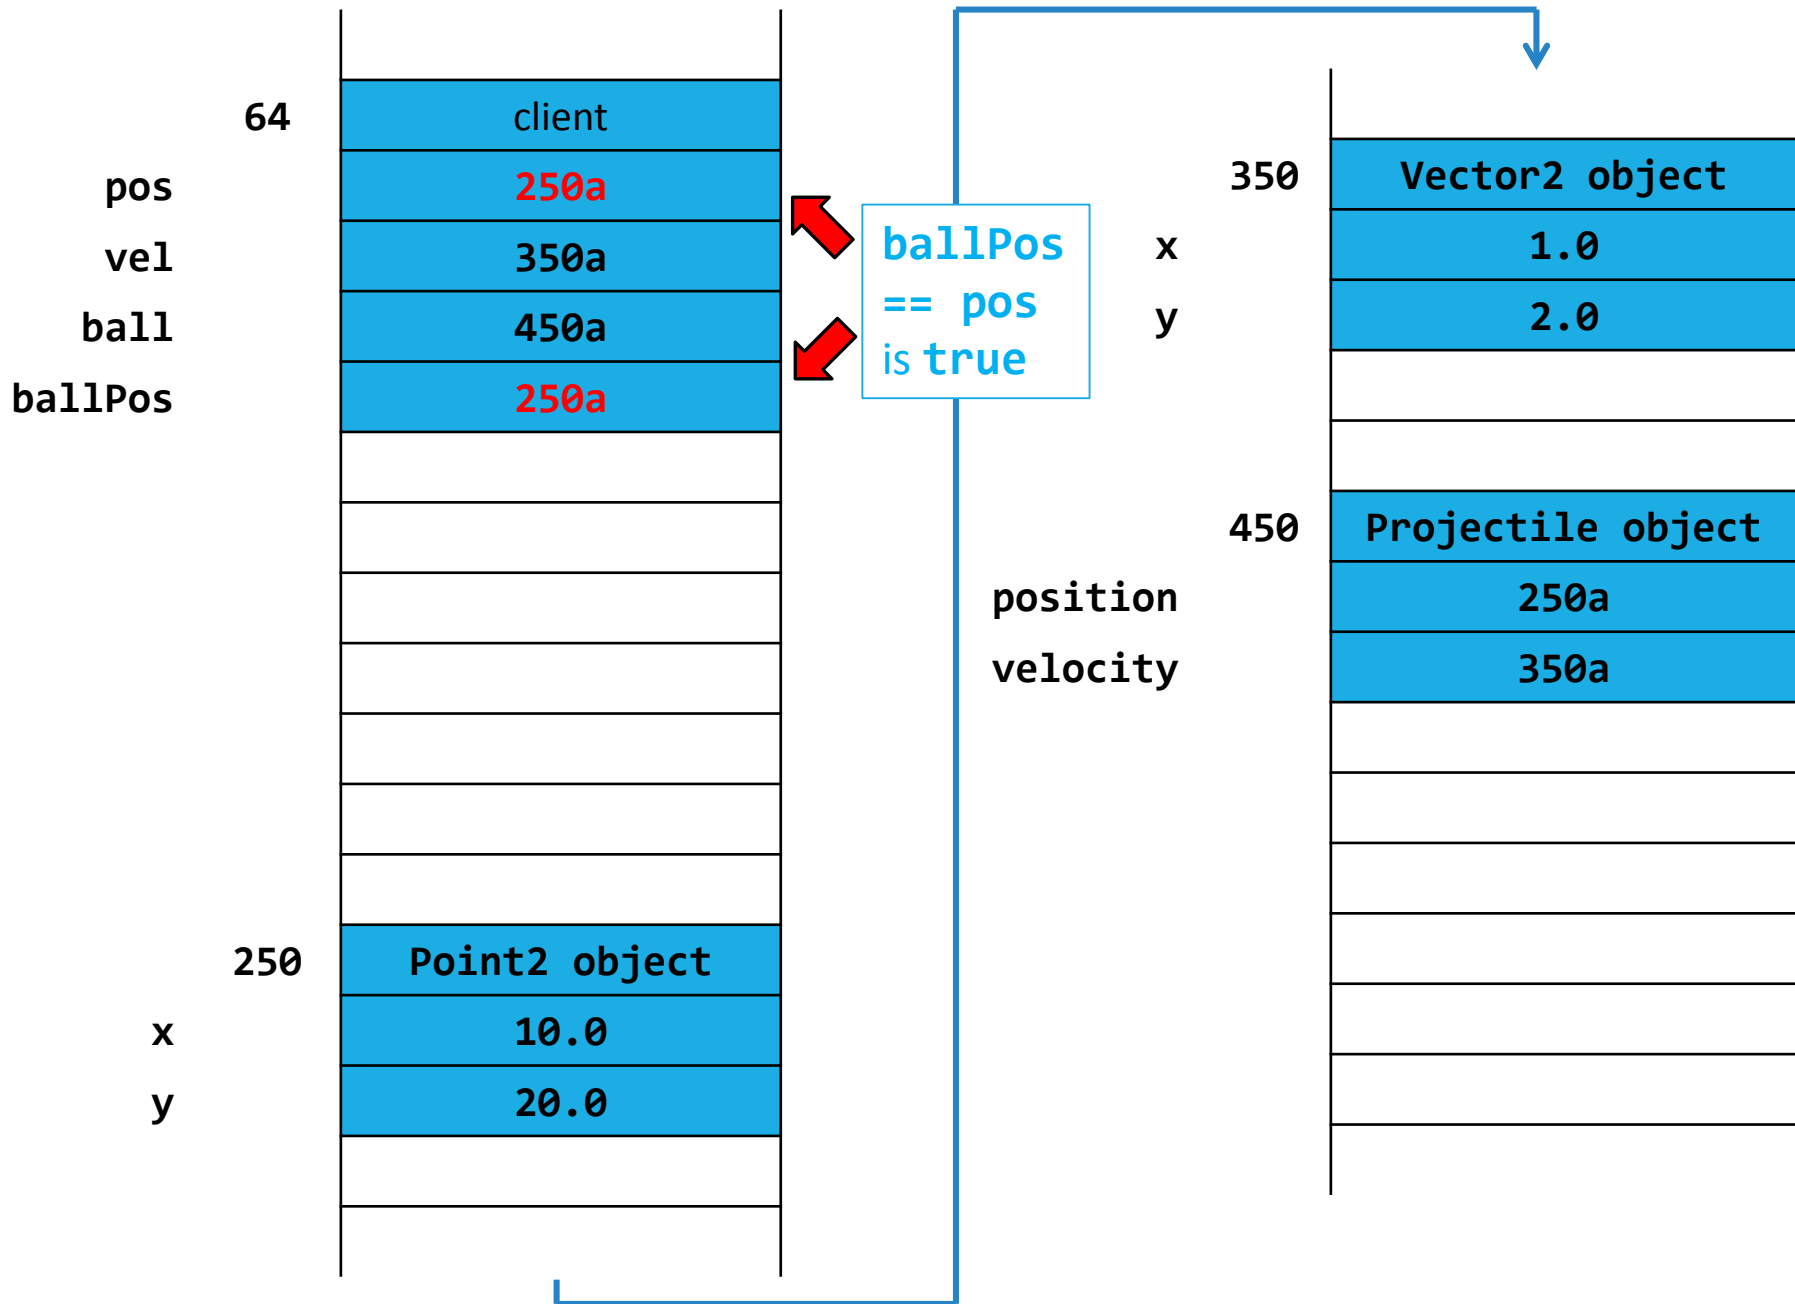 64 client
pos 250a
vel 350a
ball 450a
ballPos 250a
ballPos
== pos
is true
250 Point2 object
x 10.0
y 20.0
350 Vector2 object
x 1.0
y 2.0
450 Projectile object
position 250a
velocity 350a